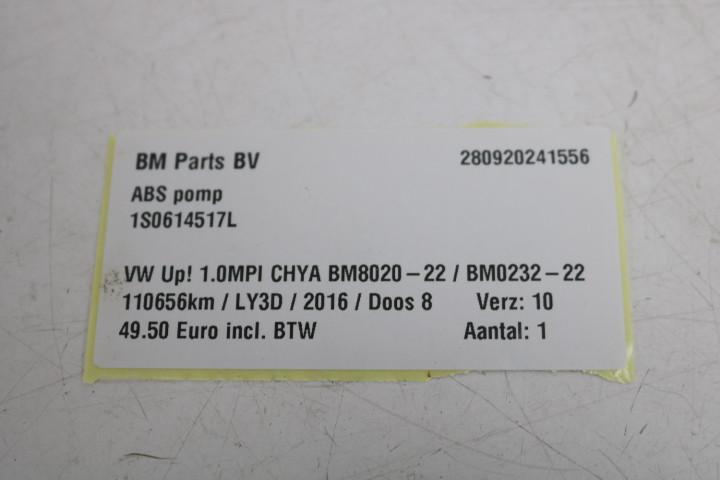 BM Parts BV 280920241556
ABS pomp
1S0614517L
VW Up! 1.0MPI CHYA BM8020-22 / BM0232-22
110656km / LY3D / 2016 / Doos 8 Verz: 10
49.50 Euro incl. BTW Aantal: 1